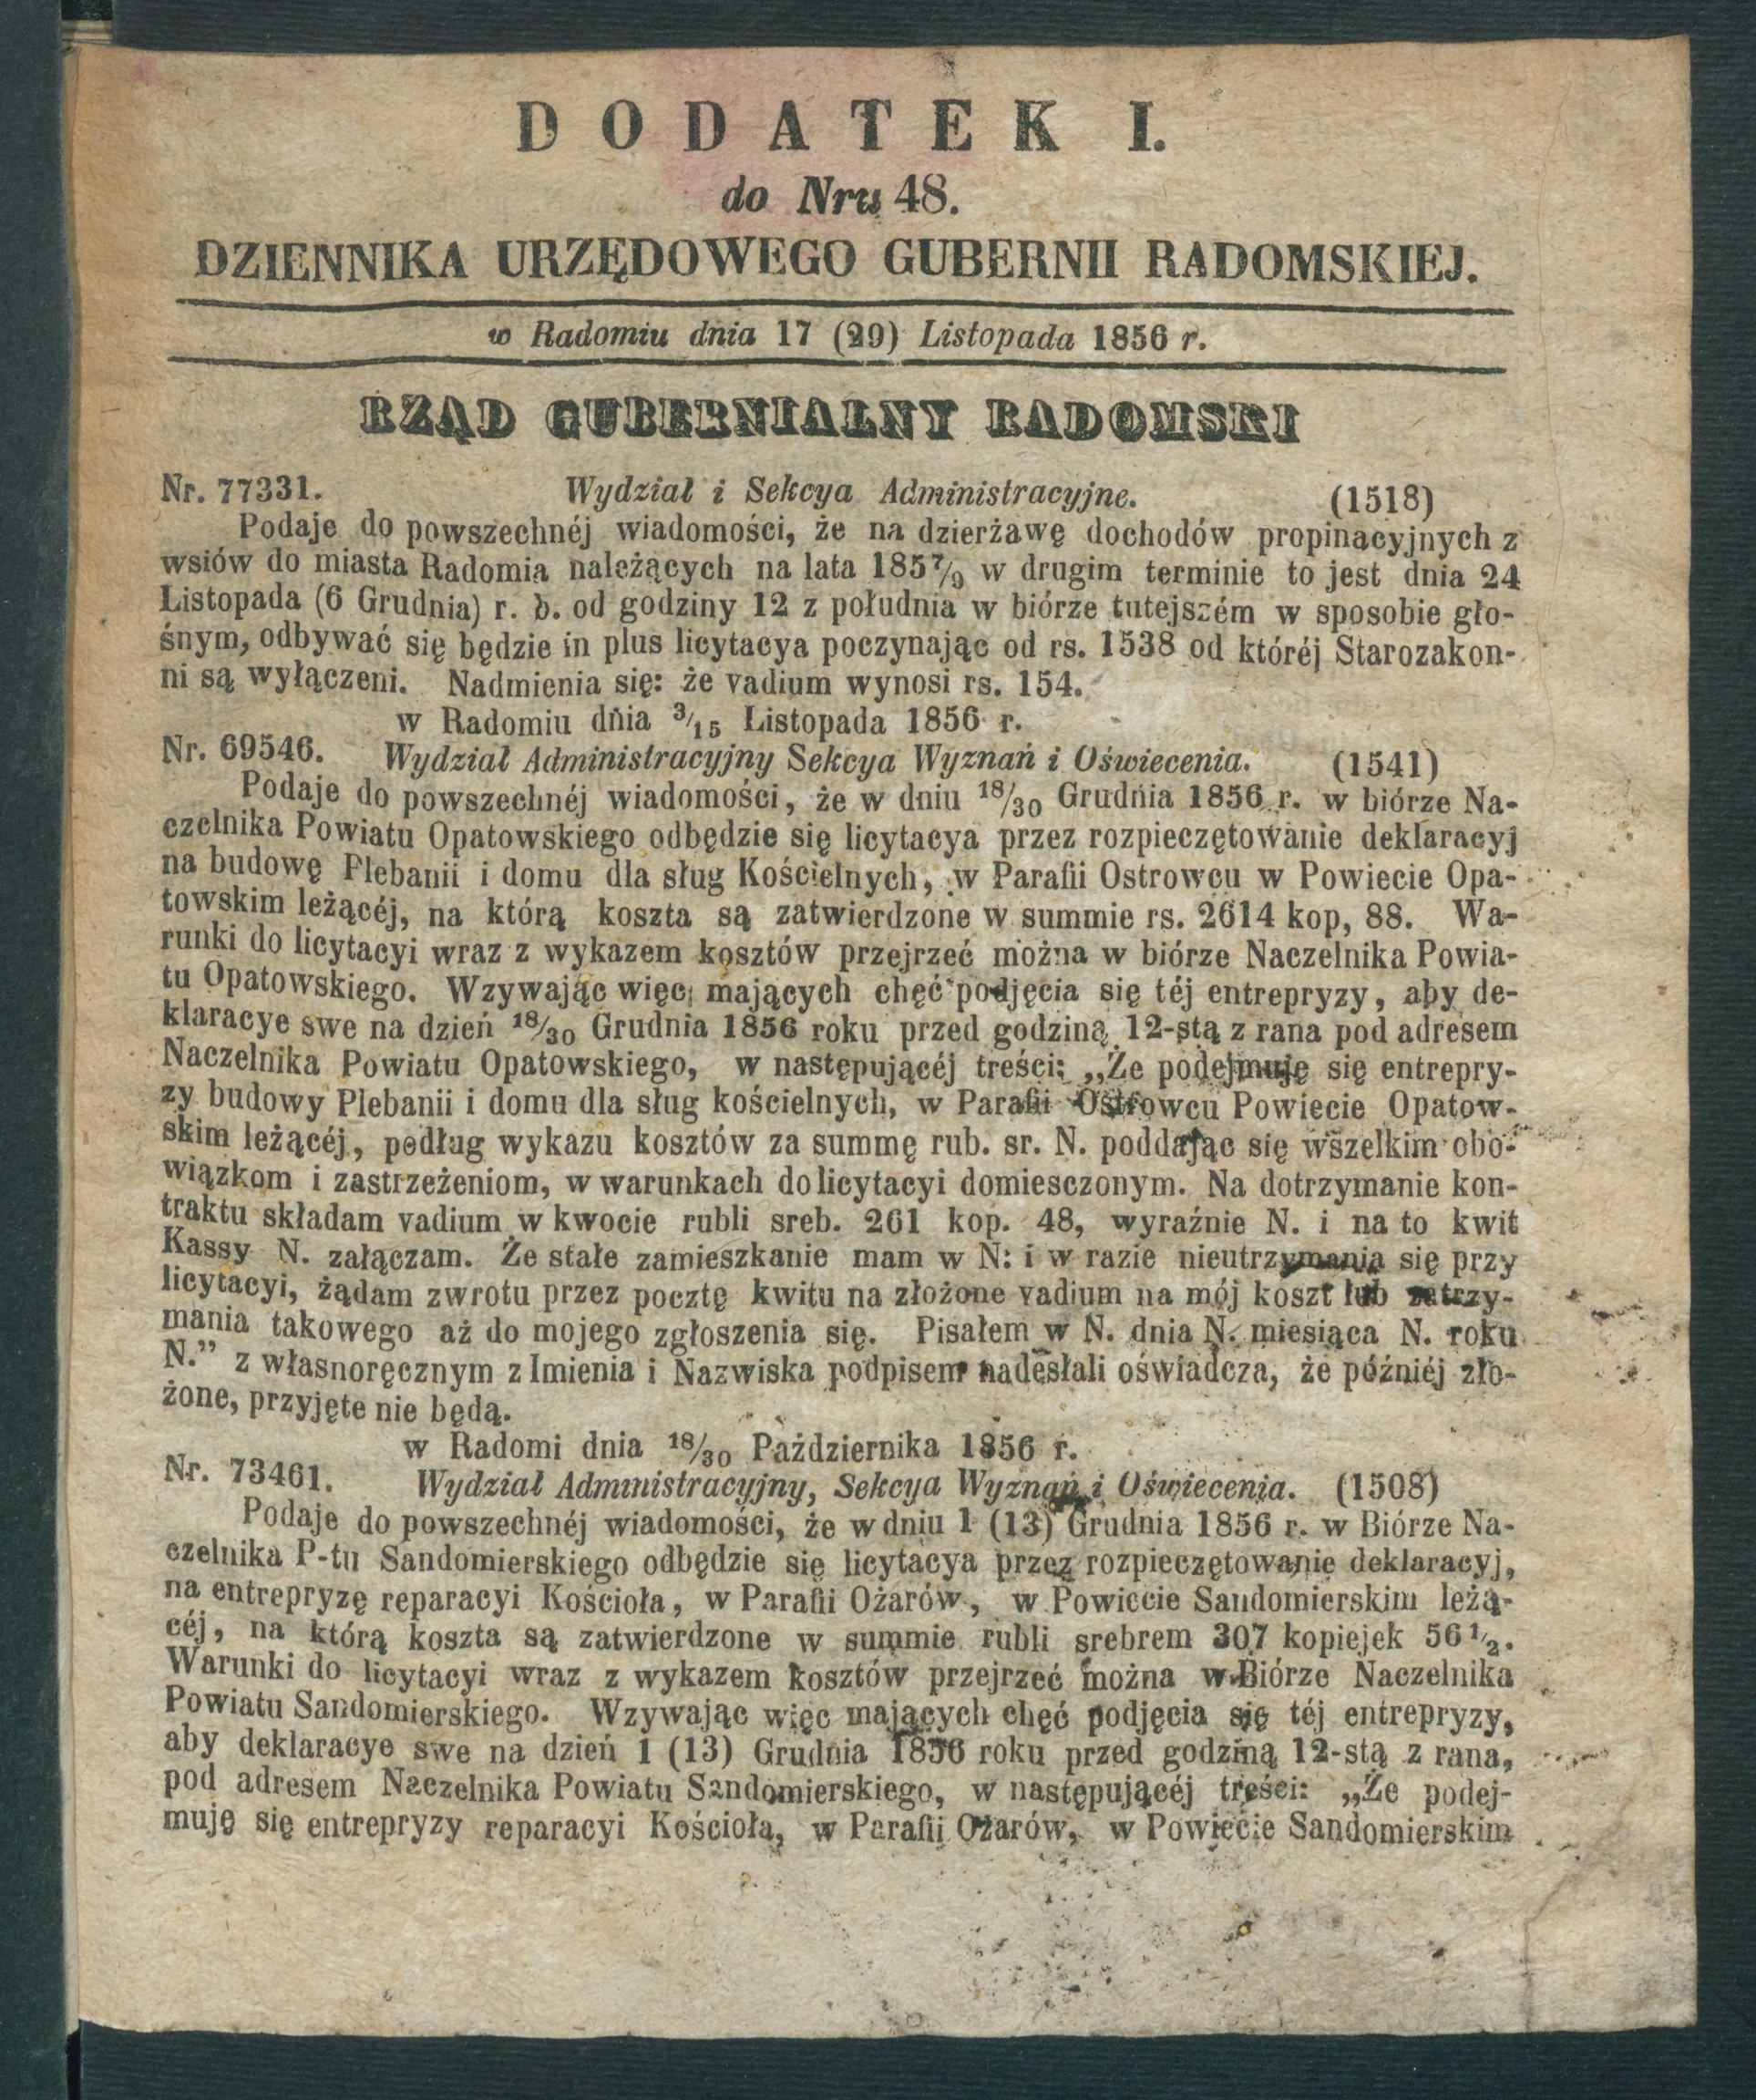 DODATEK I.
do Nru 48.
DZIENNIKA URZĘDOWEGO GUBERNII RADOMSKIEJ.
w Radomiu dnia 17 (29) Listopada 1856 r.
RZĄD GUBERNIALNY RADOMSKI
Nr. 77331. Wydział i Sekcya Administracyjne. (1518)
Podaje do powszechnéj wiadomości, że na dzierżawę dochodów propinacyjnych z
wsiów do miasta Radomia należących na lata 1857/9 w drugim terminie to jest dnia 24
Listopada (6 Grudnia) r. b. od godziny 12 z południa w biórze tutejszém w sposobie gło-
śnym, odbywać się będzie in plus licytacya poczynając od rs. 1538 od któréj Starozakon-
ni są wyłączeni. Nadmienia się: że vadium wynosi rs. 154.
w Radomiu dnia 3/15 Listopada 1856 r.
Nr. 69546. Wydział Administracyjny Sekcya Wyznań i Oświecenia. (1541)
Podaje do powszechnéj wiadomości, że w dniu 18/30 Grudnia 1856 r. w biórze Na-
czelnika Powiatu Opatowskiego odbędzie się licytacya przez rozpieczętowanie deklaracyj
na budowę Plebanii i domu dla sług Kościelnych, w Parafii Ostrowcu w Powiecie Opa-
towskim leżącéj, na którą koszta są zatwierdzone w summie rs. 2614 kop, 88. Wa-
runki do licytacyi wraz z wykazem kosztów przejrzeć można w biórze Naczelnika Powia-
tu Opatowskiego. Wzywając więc mających chęć podjęcia się téj entrepryzy, aby de-
klaracye swe na dzień 18/30 Grudnia 1856 roku przed godziną 12-stą z rana pod adresem
Naczelnika Powiatu Opatowskiego, w następującéj treści: „Że podejmuję się entrepry-
zy budowy Plebanii i domu dla sług kościelnych, w Parafii Ostrowcu Powiecie Opatow-
skim leżącéj, podług wykazu kosztów za summę rub. sr. N. poddając się wszelkim obo-
wiązkom i zastrzeżeniom, w warunkach do licytacyi domiesczonym. Na dotrzymanie kon-
traktu składam vadium w kwocie rubli sreb. 261 kop. 48, wyraźnie N. i na to kwit
Kassy N. załączam. Że stałe zamieszkanie mam w N: i w razie nieutrzymania się przy
licytacyi, żądam zwrotu przez pocztę kwitu na złożone vadium na mój koszt lub zatrzy-
mania takowego aż do mojego zgłoszenia się. Pisałem w N. dnia N. miesiąca N. roku
N.” z własnoręcznym z Imienia i Nazwiska podpisem nadesłali oświadcza, że późniéj zło-
żone, przyjęte nie będą.
w Radomi dnia 18/30 Października 1856 r.
Nr. 73461. Wydział Administracyjny, Sekcya Wyznań i Oświecenia. (1508)
Podaje do powszechnéj wiadomości, że w dniu 1 (13) Grudnia 1856 r. w Biórze Na-
czelnika P-tu Sandomierskiego odbędzie się licytacya przez rozpieczętowanie deklaracyj,
na entrepryzę reparacyi Kościoła, w Parafii Ożarów, w Powiecie Sandomierskim leżą-
céj, na którą koszta są zatwierdzone w summie rubli srebrem 307 kopiejek 56 1/2.
Warunki do licytacyi wraz z wykazem kosztów przejrzeć można w Biórze Naczelnika
Powiatu Sandomierskiego. Wzywając więc mających chęć podjęcia się téj entrepryzy,
aby deklaracye swe na dzień 1 (13) Grudnia 1856 roku przed godziną 12-stą z rana,
pod adresem Naczelnika Powiatu Sandomierskiego, w następującéj treści: „Że podej-
muję się entrepryzy reparacyi Kościoła, w Parafii Ożarów, w Powiecie Sandomierskim